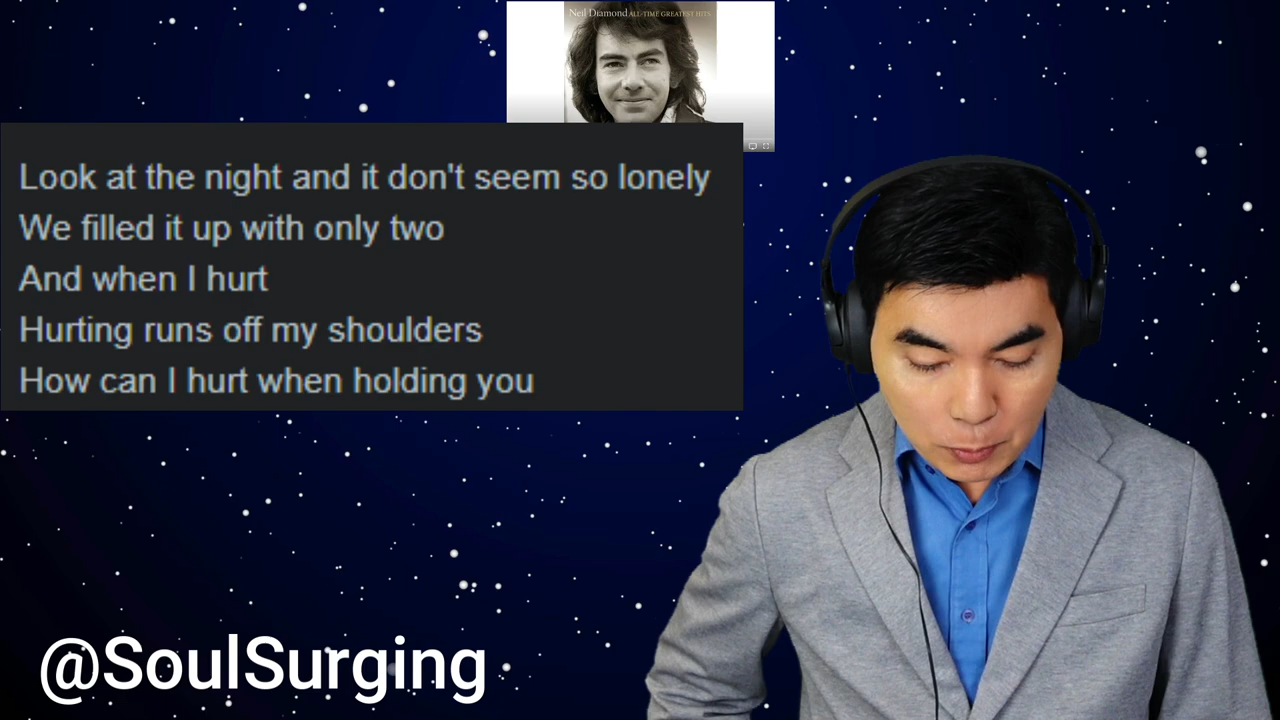 Neil Diamond ALL-TIME GREATEST HITS
Look at the night and it don't seem so lonely
We filled it up with only two
And when I hurt
Hurting runs off my shoulders
How can I hurt when holding you
@SoulSurging